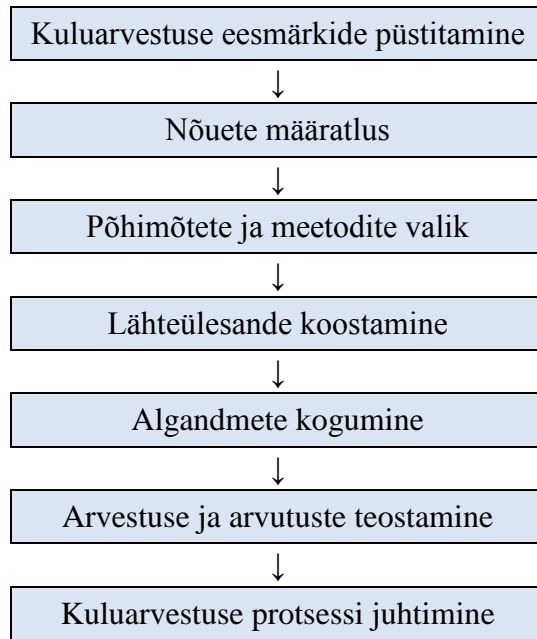 Kuluarvestuse eesmärkide püstitamine
↓
Nõuete määratlus
↓
Põhimõtete ja meetodite valik
↓
Lähteülesande koostamine
↓
Algandmete kogumine
↓
Arvestuse ja arvutuste teostamine
↓
Kuluarvestuse protsessi juhtimine